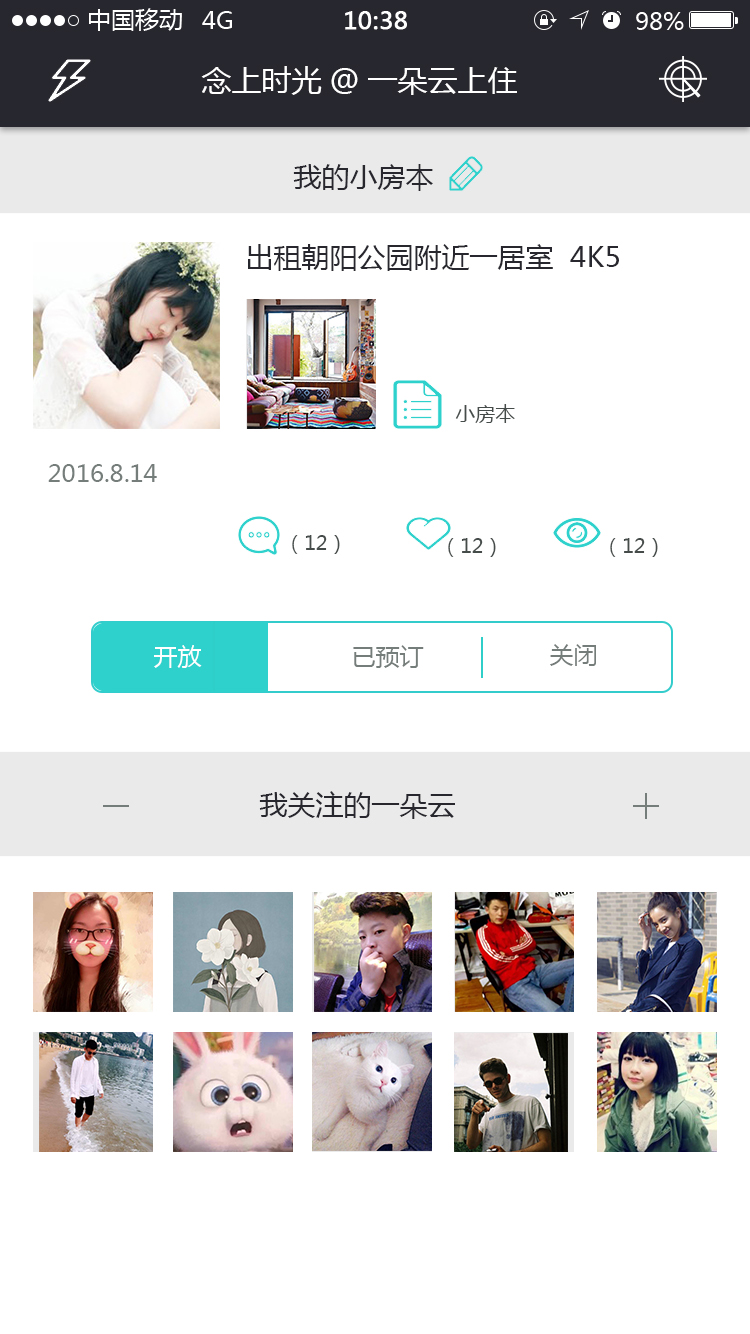 中国移动 4G 10:38 98%
念上时光 @ 一朵云上住
我的小房本
出租朝阳公园附近一居室 4K5
小房本
2016.8.14
( 12 ) ( 12 ) ( 12 )
开放 已预订 关闭
我关注的一朵云